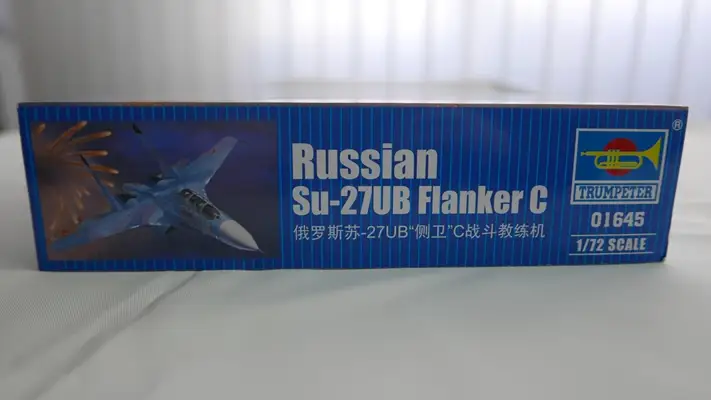 Russian
Su-27UB Flanker C
俄罗斯苏-27UB“侧卫”C战斗教练机
®
TRUMPETER
01645
1/72 SCALE